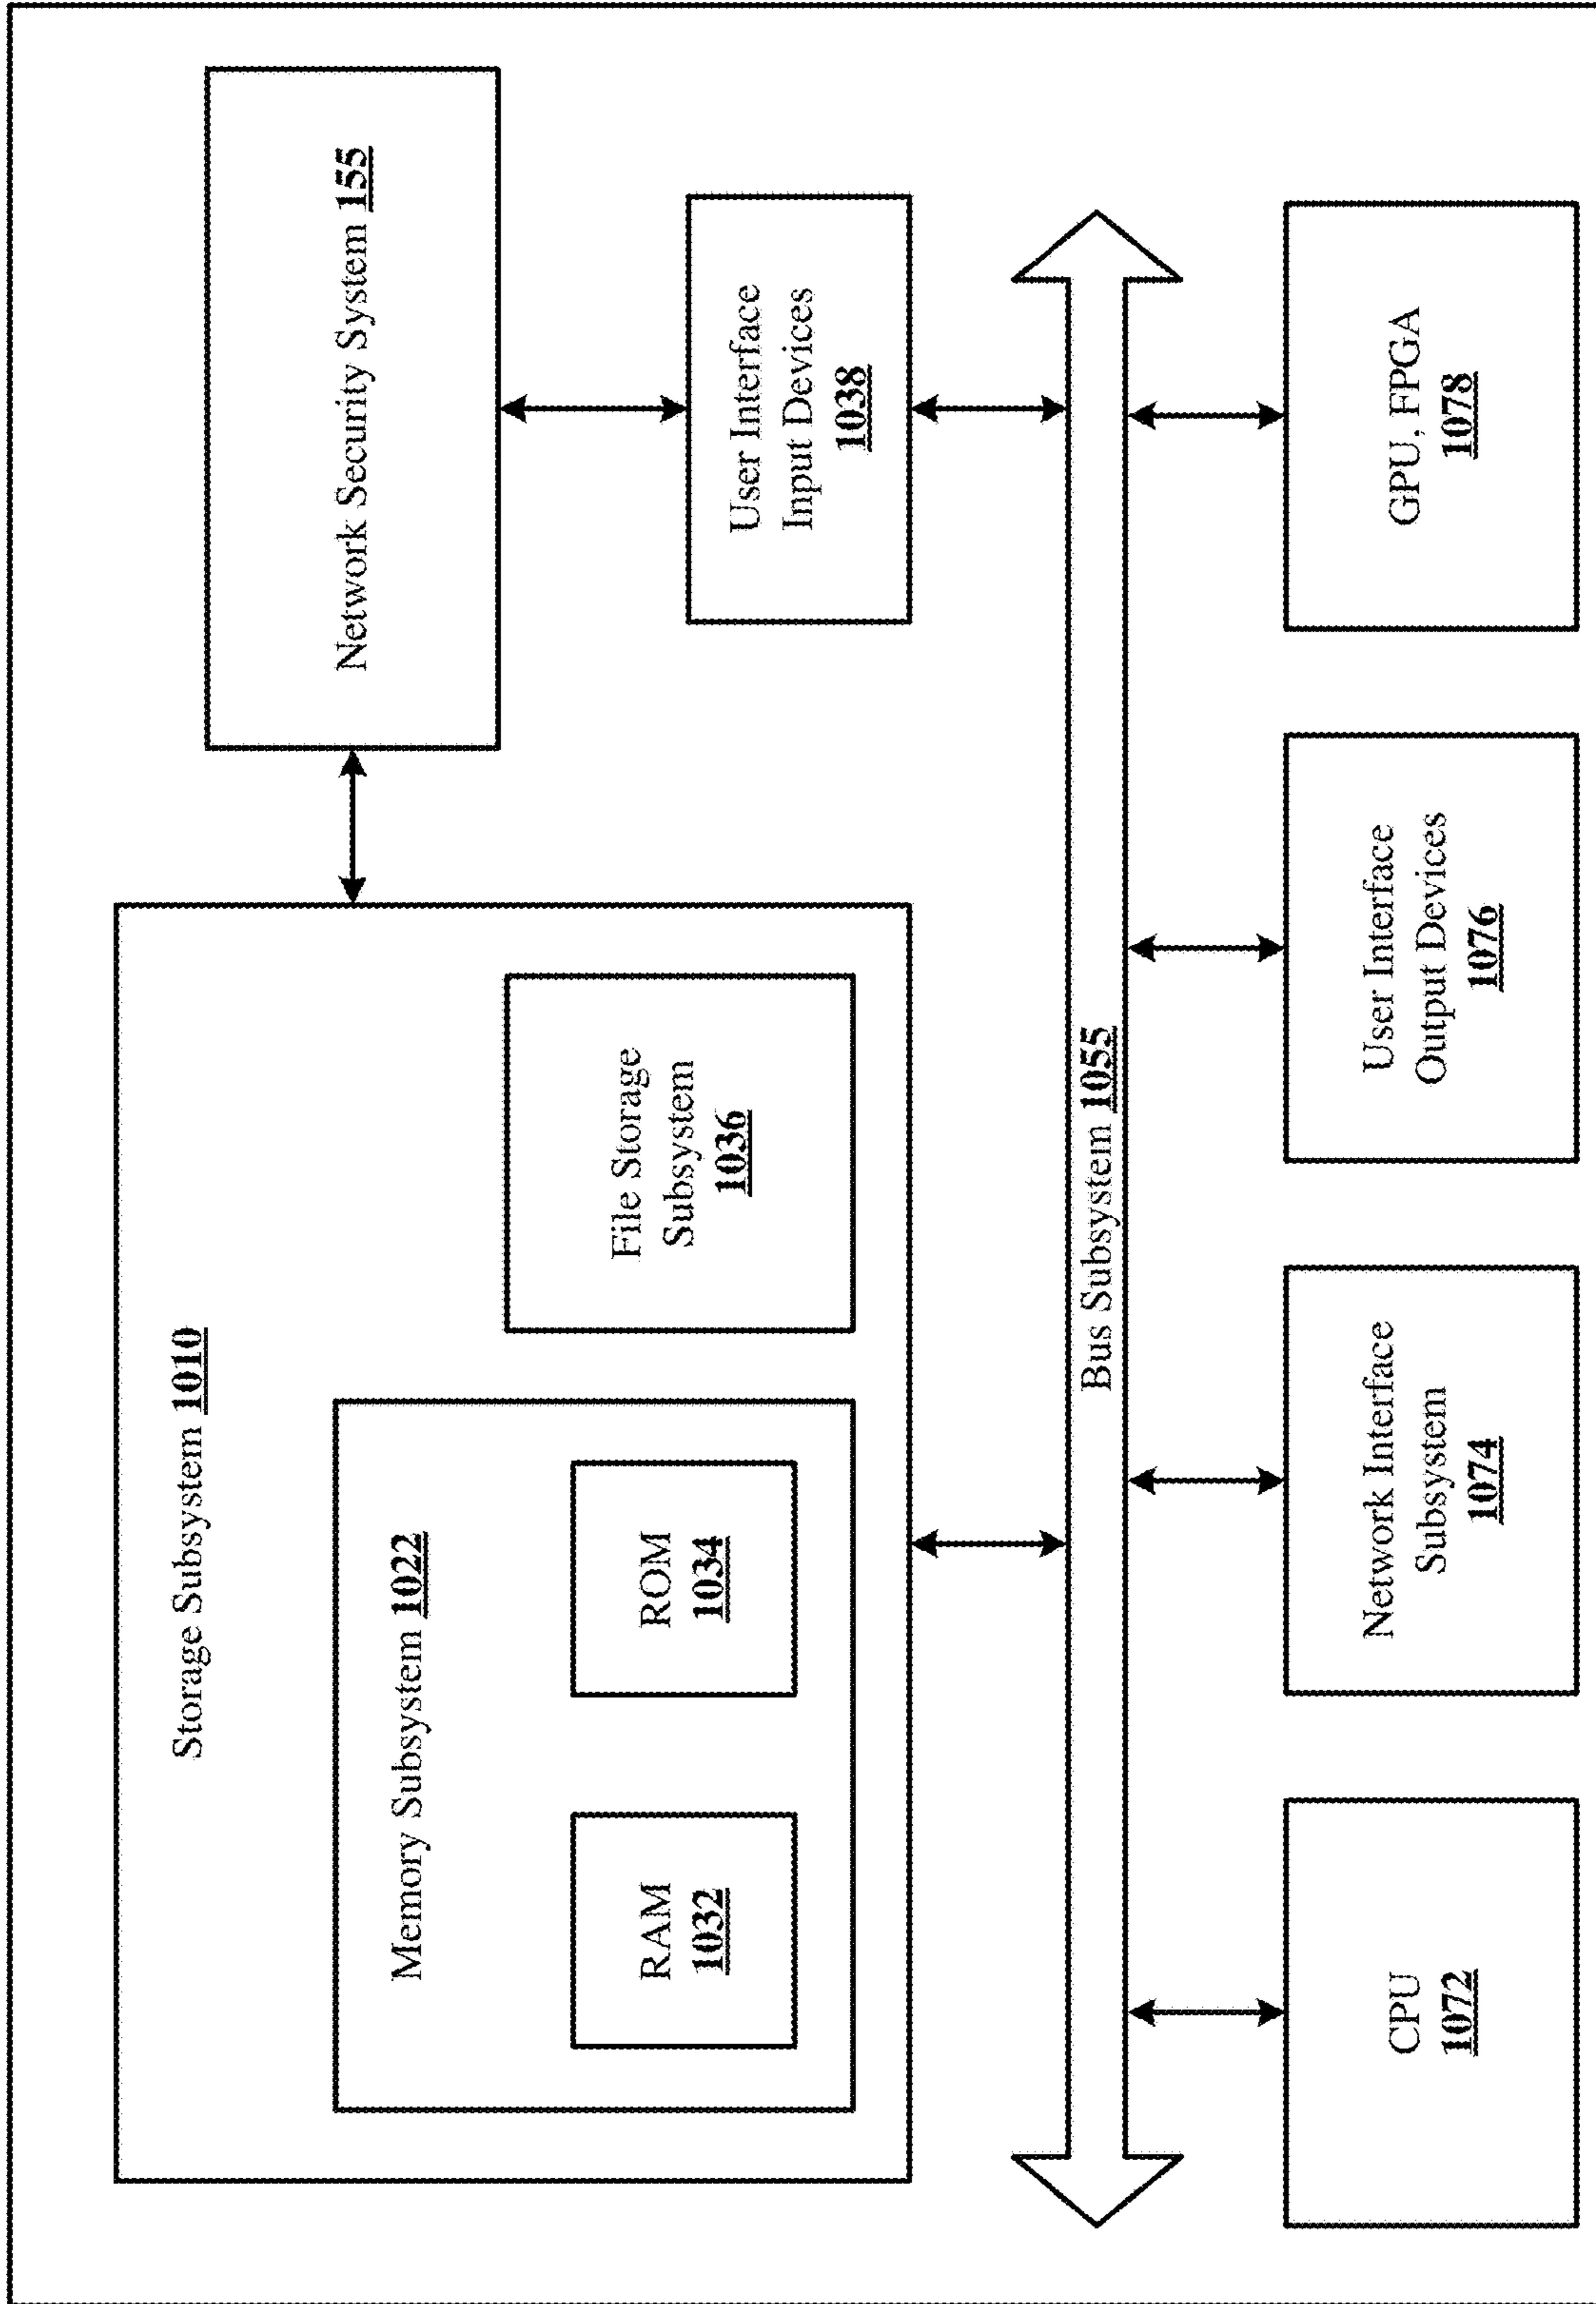 Storage Subsystem 1010
Network Security System 155
Memory Subsystem 1022
RAM
1032
ROM
1034
File Storage
Subsystem
1036
User Interface
Input Devices
1038
Bus Subsystem 1055
CPU
1072
Network Interface
Subsystem
1074
User Interface
Output Devices
1076
GPU, FPGA
1078